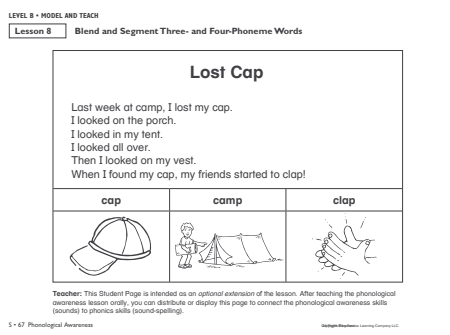 LEVEL B • MODEL AND TEACH
Lesson 8 Blend and Segment Three- and Four-Phoneme Words
Lost Cap
Last week at camp, I lost my cap.
I looked on the porch.
I looked in my tent.
I looked all over.
Then I looked on my vest.
When I found my cap, my friends started to clap!
cap camp clap
Teacher: This Student Page is intended as an optional extension of the lesson. After teaching the phonological
awareness lesson orally, you can distribute or display this page to connect the phonological awareness skills
(sounds) to phonics skills (sound-spelling).
S • 67 Phonological Awareness
Learning Company LLC.